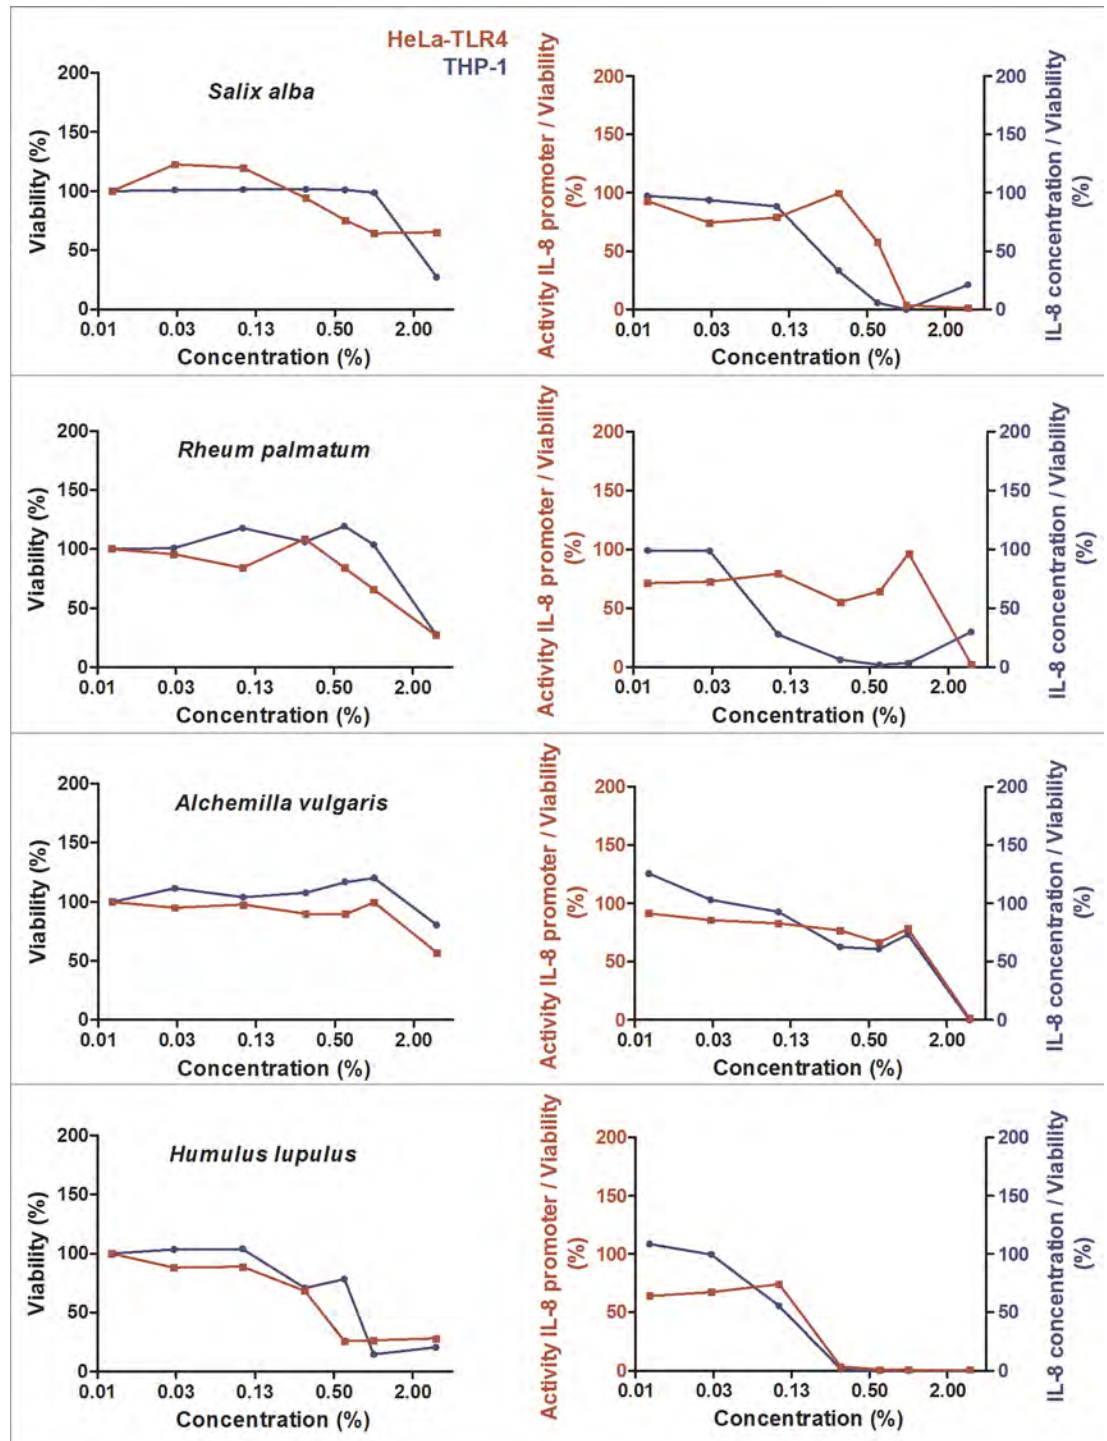 HeLa-TLR4
THP-1
Salix alba
Viability (%)
200
150
100
50
0
0.01 0.03 0.13 0.50 2.00
Concentration (%)
Activity IL-8 promoter / Viability
(%)
200
150
100
50
0
0.01 0.03 0.13 0.50 2.00
Concentration (%)
200
150
100
50
0
IL-8 concentration / Viability
(%)
Rheum palmatum
Viability (%)
200
150
100
50
0
0.01 0.03 0.13 0.50 2.00
Concentration (%)
Activity IL-8 promoter / Viability
(%)
200
150
100
50
0
0.01 0.03 0.13 0.50 2.00
Concentration (%)
200
150
100
50
0
IL-8 concentration / Viability
(%)
Alchemilla vulgaris
Viability (%)
200
150
100
50
0
0.01 0.03 0.13 0.50 2.00
Concentration (%)
Activity IL-8 promoter / Viability
(%)
200
150
100
50
0
0.01 0.03 0.13 0.50 2.00
Concentration (%)
200
150
100
50
0
IL-8 concentration / Viability
(%)
Humulus lupulus
Viability (%)
200
150
100
50
0
0.01 0.03 0.13 0.50 2.00
Concentration (%)
Activity IL-8 promoter / Viability
(%)
200
150
100
50
0
0.01 0.03 0.13 0.50 2.00
Concentration (%)
200
150
100
50
0
IL-8 concentration / Viability
(%)